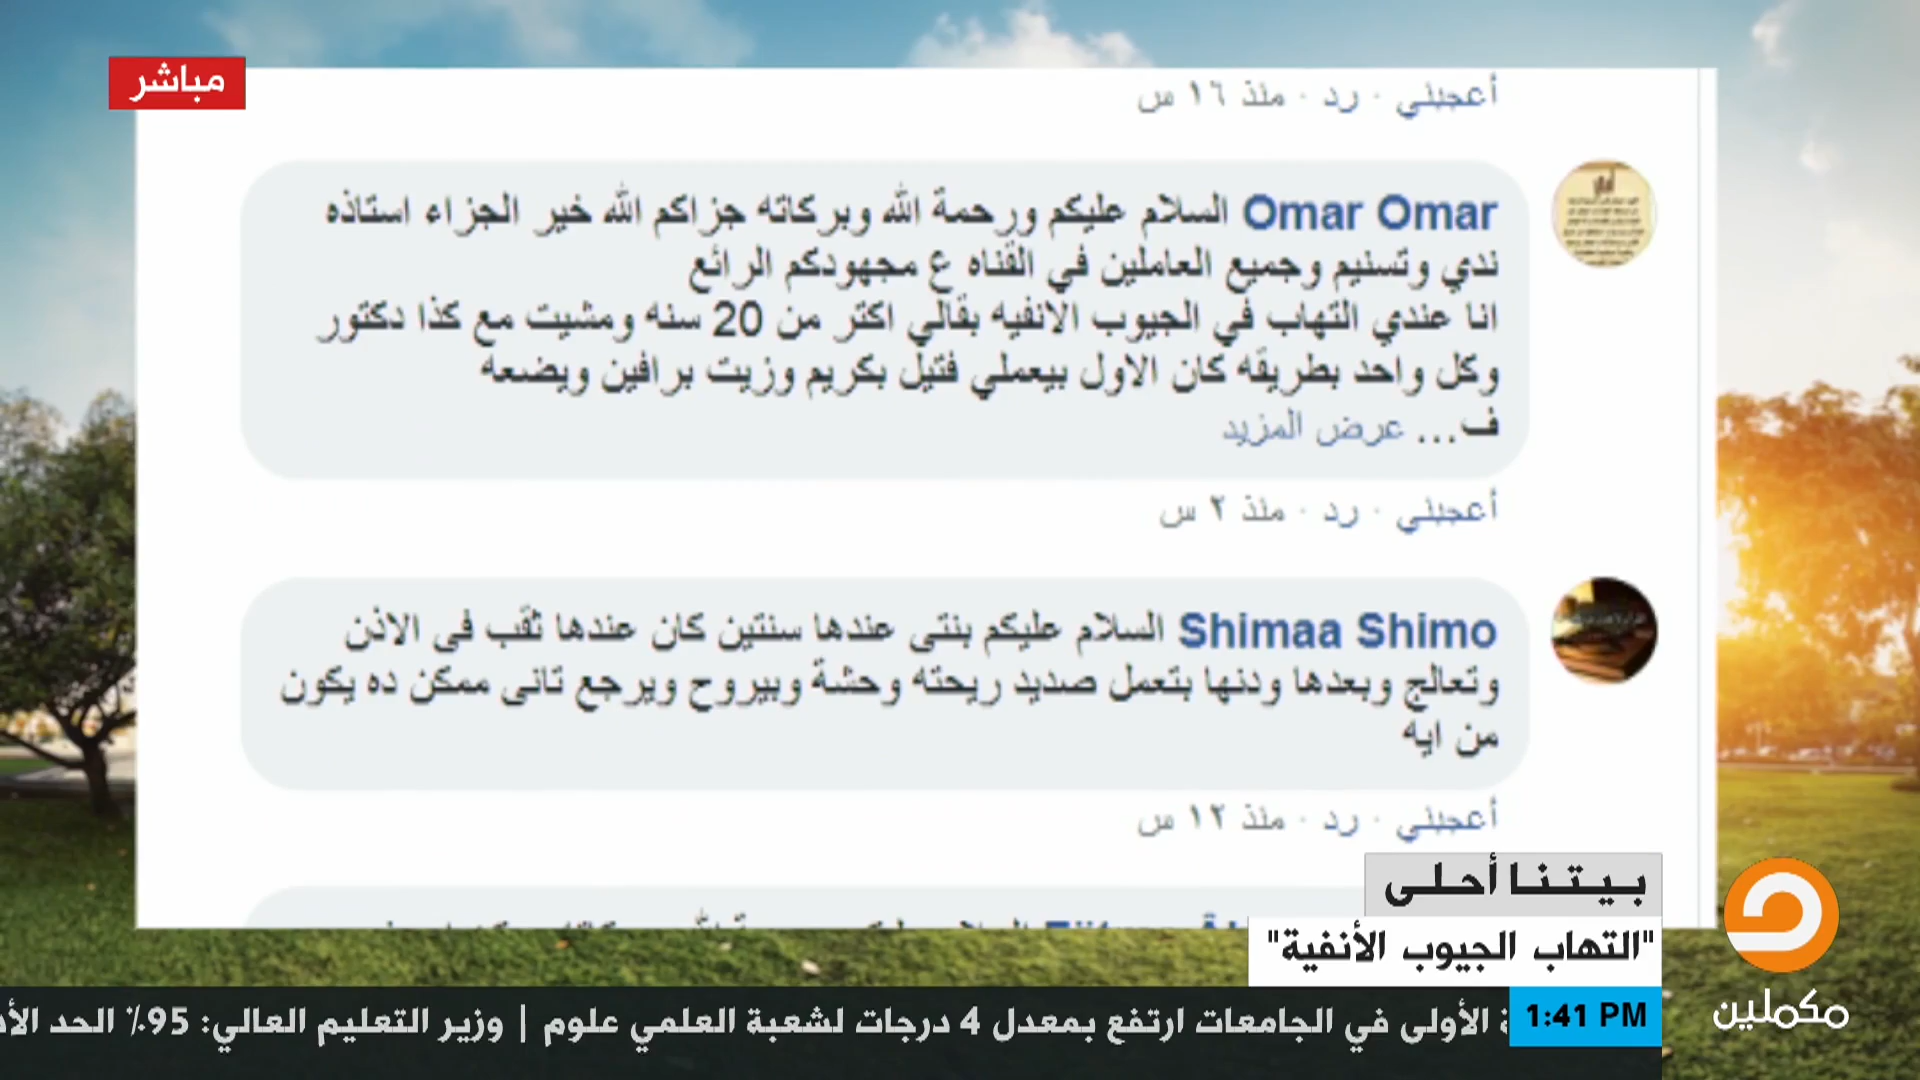 مباشر
أعجبني · رد · منذ ١٦ س
Omar Omar السلام عليكم ورحمة الله وبركاته جزاكم الله خير الجزاء استاذه
ندي وتسنيم وجميع العاملين في القناه ع مجهودكم الرائع
انا عندي التهاب في الجيوب الانفيه بقالي اكتر من 20 سنه ومشيت مع كذا دكتور
وكل واحد بطريقه كان الاول بيعملي فتيل بكريم وزيت برافين ويضعه
ف... عرض المزيد
أعجبني · رد · منذ ٢ س
Shimaa Shimo السلام عليكم بنتى عندها سنتين كان عندها ثقب فى الاذن
وتعالج وبعدها ودنها بتعمل صديد ريحته وحشة وبيروح ويرجع تانى ممكن ده يكون
من ايه
أعجبني · رد · منذ ١٢ س
بيتنا أحلى
"التهاب الجيوب الأنفية"
مكملين
1:41 PM
الأولى في الجامعات ارتفع بمعدل 4 درجات لشعبة العلمي علوم | وزير التعليم العالي: 95٪ الحد